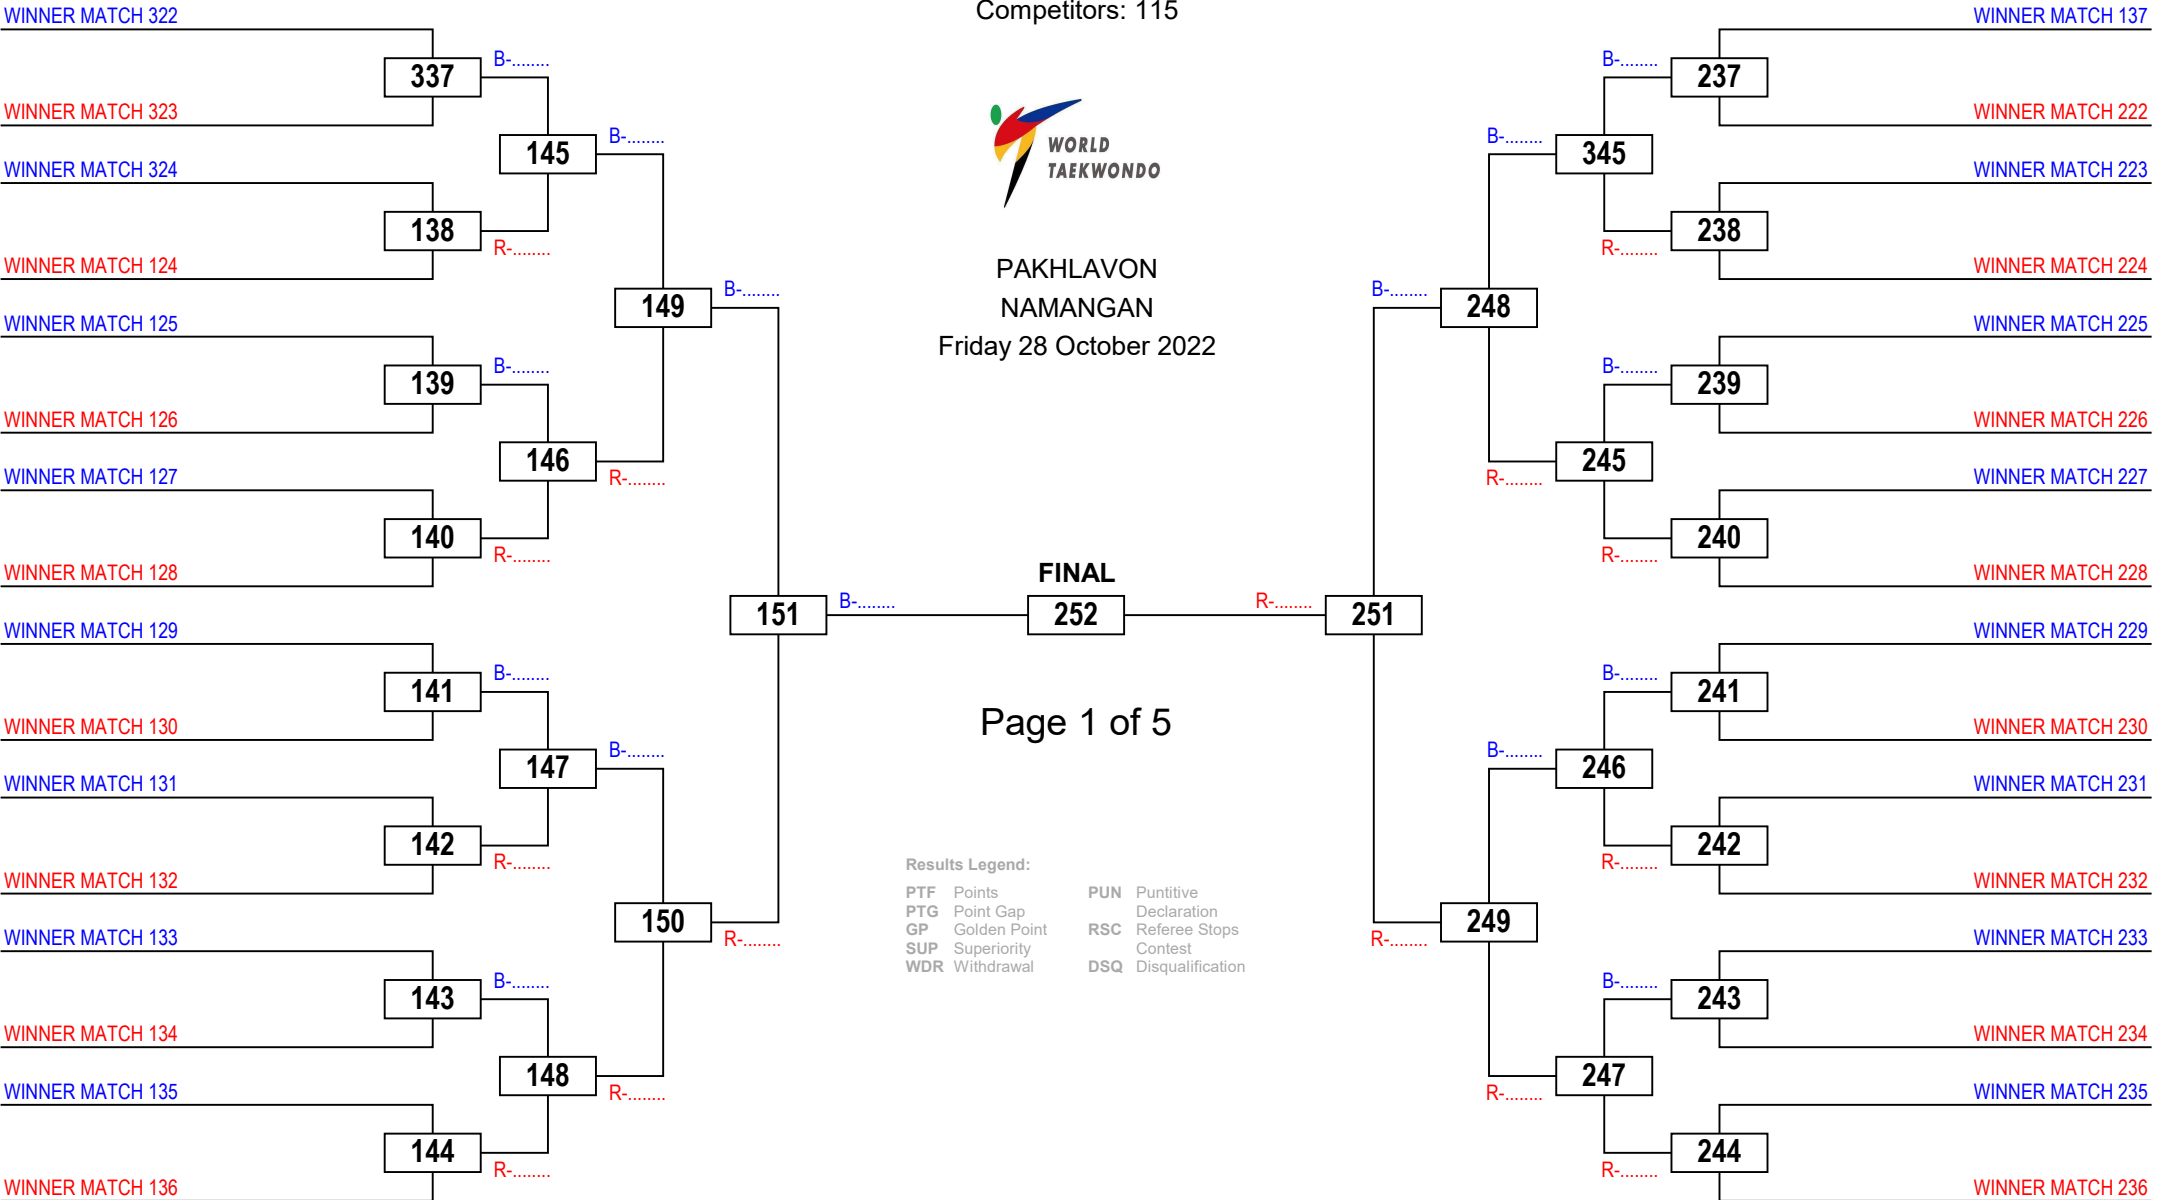 Competitors: 115
WORLD
TAEKWONDO
PAKHLAVON
NAMANGAN
Friday 28 October 2022
WINNER MATCH 322
337
WINNER MATCH 323
B-........
145
WINNER MATCH 324
138
WINNER MATCH 124
R-........
B-........
149
WINNER MATCH 125
139
WINNER MATCH 126
B-........
146
WINNER MATCH 127
140
WINNER MATCH 128
R-........
R-........
B-........
151
WINNER MATCH 129
141
WINNER MATCH 130
B-........
147
WINNER MATCH 131
142
WINNER MATCH 132
R-........
B-........
150
WINNER MATCH 133
143
WINNER MATCH 134
B-........
148
WINNER MATCH 135
144
WINNER MATCH 136
R-........
R-........
R-........
B-........
FINAL
252
R-........
251
Page 1 of 5
Results Legend:
PTF Points
PTG Point Gap
GP Golden Point
SUP Superiority
WDR Withdrawal
PUN Puntitive
Declaration
RSC Referee Stops
Contest
DSQ Disqualification
WINNER MATCH 137
237
WINNER MATCH 222
B-........
345
WINNER MATCH 223
238
WINNER MATCH 224
R-........
B-........
248
B-........
WINNER MATCH 225
239
WINNER MATCH 226
B-........
245
WINNER MATCH 227
240
WINNER MATCH 228
R-........
R-........
WINNER MATCH 229
241
WINNER MATCH 230
B-........
246
WINNER MATCH 231
242
WINNER MATCH 232
R-........
B-........
249
R-........
WINNER MATCH 233
243
WINNER MATCH 234
B-........
247
WINNER MATCH 235
244
WINNER MATCH 236
R-........
R-........